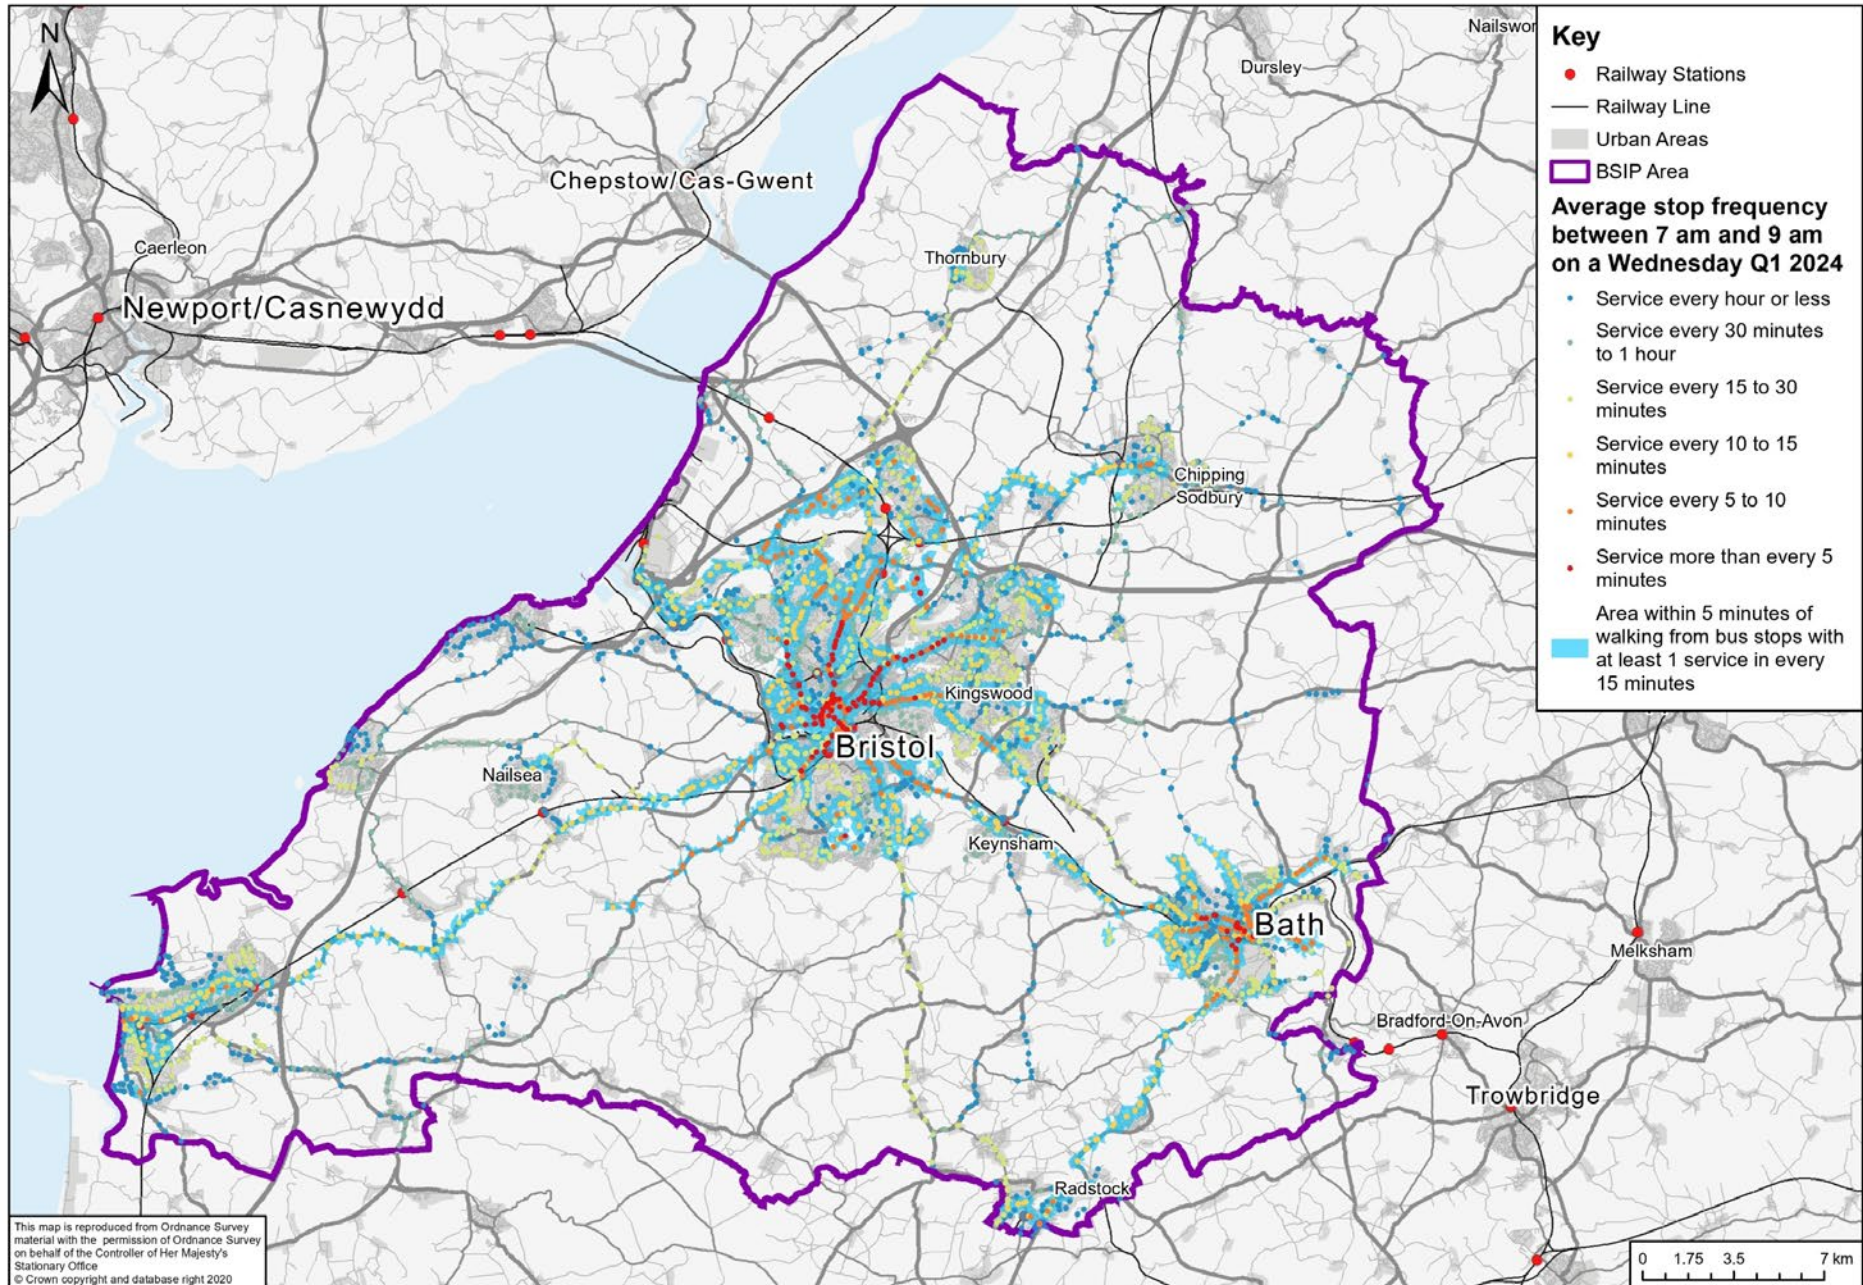 N
Nailswor
Dursley
Chepstow/Cas-Gwent
Caerleon
Thornbury
Newport/Casnewydd
Chipping
Sodbury
Kingswood
Bristol
Nailsea
Keynsham
Bath
Melksham
Bradford-On-Avon
Trowbridge
Radstock
Key
Railway Stations
Railway Line
Urban Areas
BSIP Area
Average stop frequency
between 7 am and 9 am
on a Wednesday Q1 2024
Service every hour or less
Service every 30 minutes
to 1 hour
Service every 15 to 30
minutes
Service every 10 to 15
minutes
Service every 5 to 10
minutes
Service more than every 5
minutes
Area within 5 minutes of
walking from bus stops with
at least 1 service in every
15 minutes
This map is reproduced from Ordnance Survey
material with the permission of Ordnance Survey
on behalf of the Controller of Her Majesty's
Stationary Office
© Crown copyright and database right 2020
0 1.75 3.5 7 km